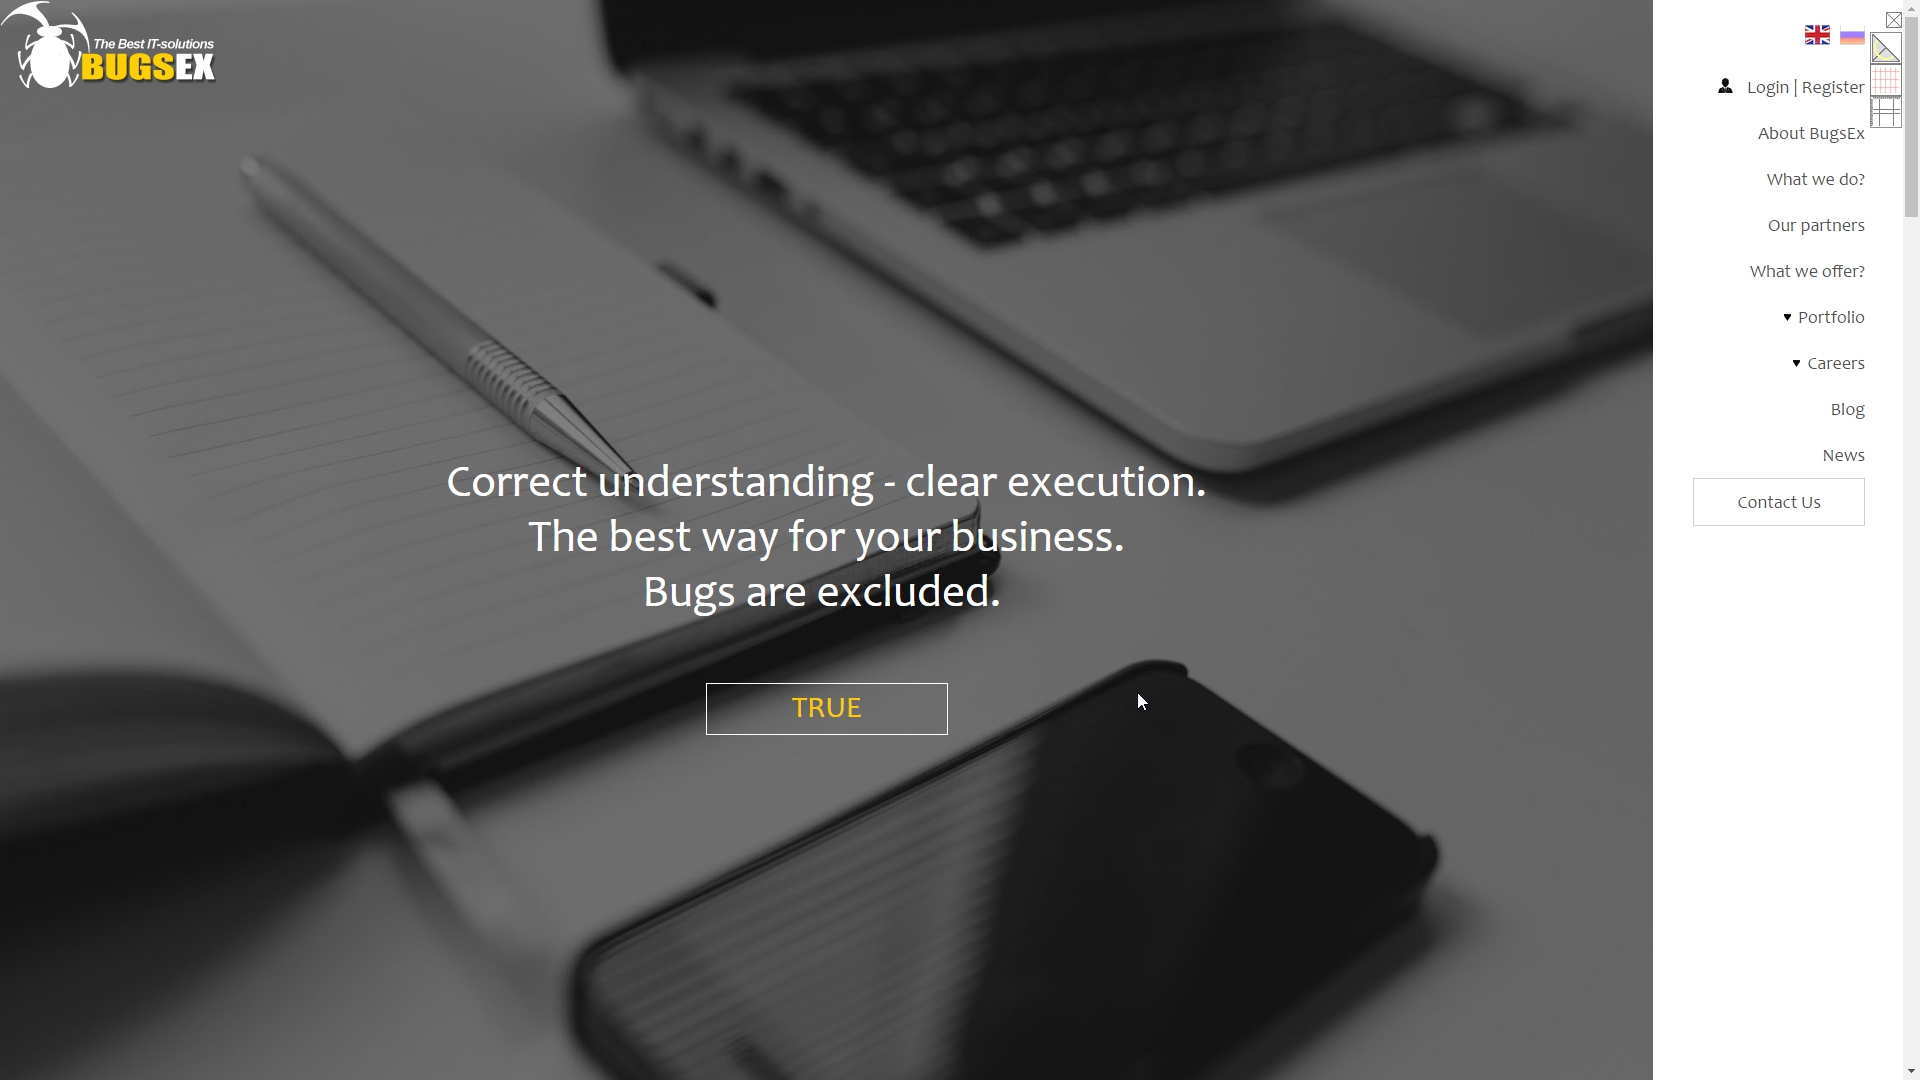 The Best IT-solutions
BUGSEX
Login | Register
About BugsEx
What we do?
Our partners
What we offer?
Portfolio
Careers
Blog
News
Contact Us
Correct understanding - clear execution.
The best way for your business.
Bugs are excluded.
TRUE